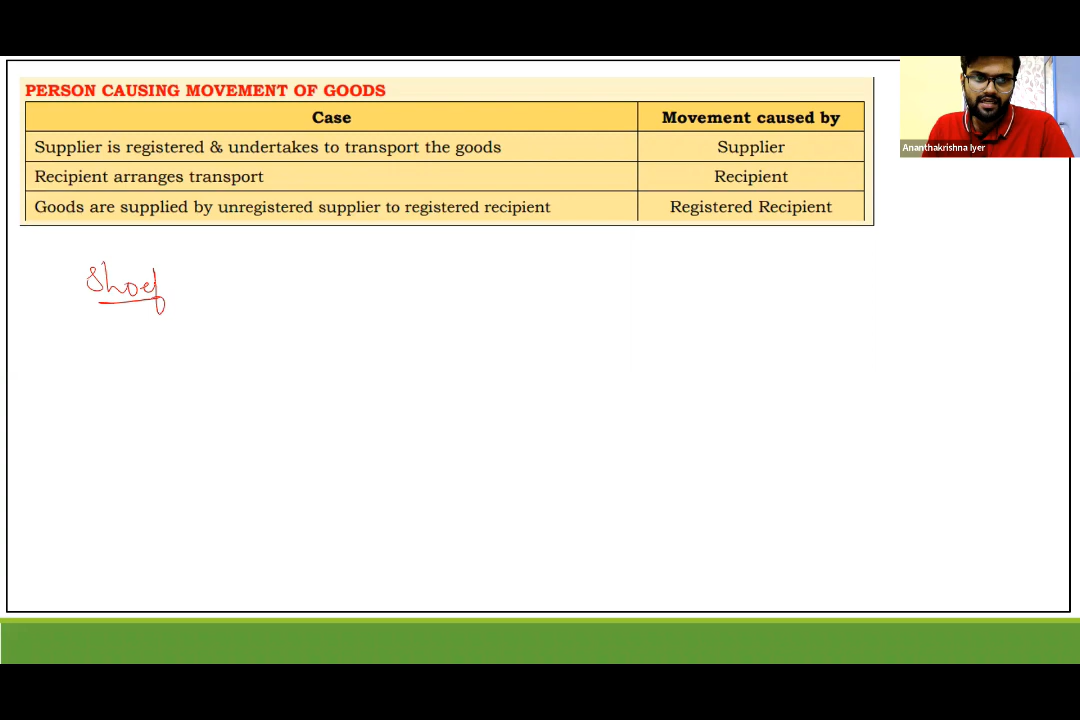 PERSON CAUSING MOVEMENT OF GOODS
Case Movement caused by
Supplier is registered & undertakes to transport the goods Supplier
Recipient arranges transport Recipient
Goods are supplied by unregistered supplier to registered recipient Registered Recipient
Ananthakrishna Iyer